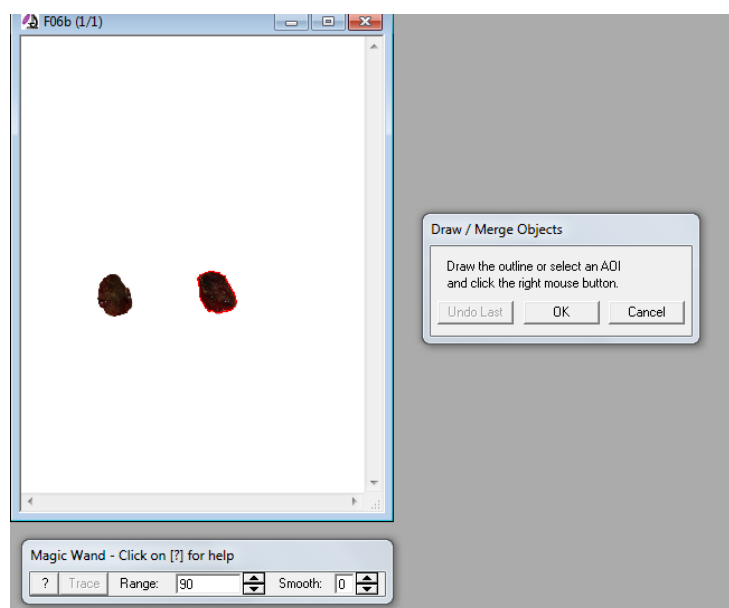 F06b (1/1)
Draw / Merge Objects
Draw the outline or select an AOI
and click the right mouse button.
Undo Last OK Cancel
Magic Wand - Click on [?] for help
? Trace Range: 90 Smooth: 0